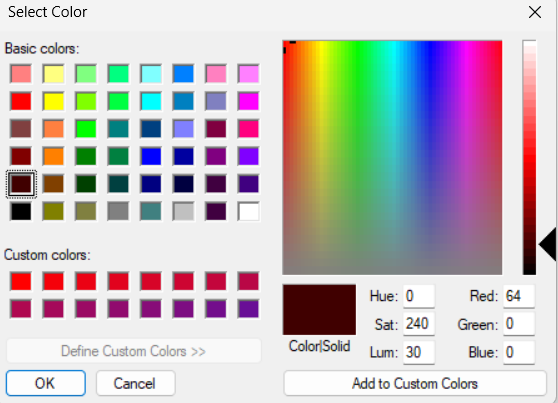 Select Color
Basic colors:
Custom colors:
Define Custom Colors >>
OK
Cancel
Color|Solid
Hue: 0
Sat: 240
Lum: 30
Red: 64
Green: 0
Blue: 0
Add to Custom Colors